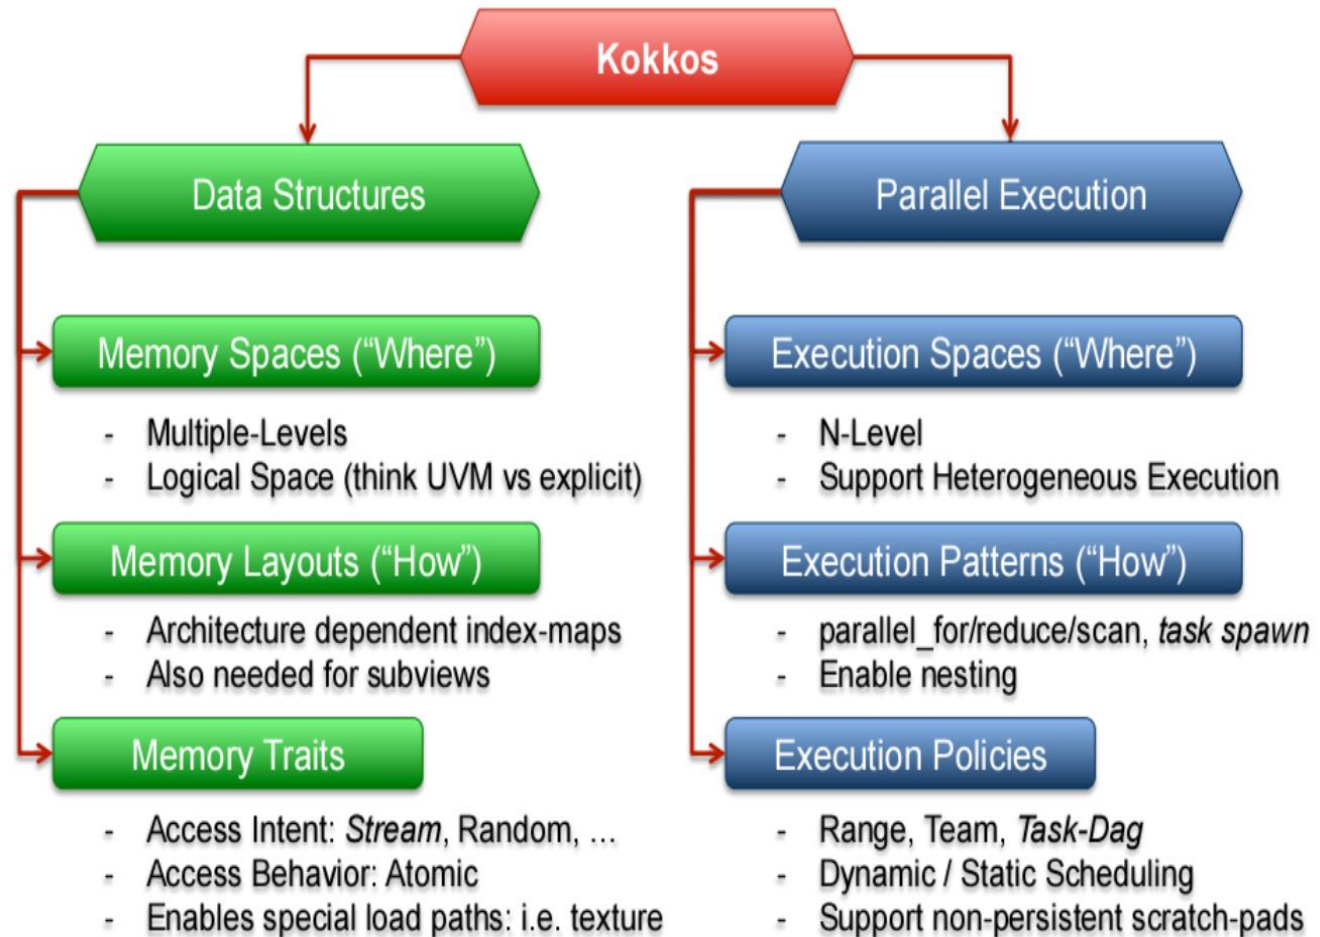 Kokkos
Data Structures
Memory Spaces (“Where”)
- Multiple-Levels
- Logical Space (think UVM vs explicit)
Memory Layouts (“How”)
- Architecture dependent index-maps
- Also needed for subviews
Memory Traits
- Access Intent: Stream, Random, …
- Access Behavior: Atomic
- Enables special load paths: i.e. texture
Parallel Execution
Execution Spaces (“Where”)
- N-Level
- Support Heterogeneous Execution
Execution Patterns (“How”)
- parallel_for/reduce/scan, task spawn
- Enable nesting
Execution Policies
- Range, Team, Task-Dag
- Dynamic / Static Scheduling
- Support non-persistent scratch-pads